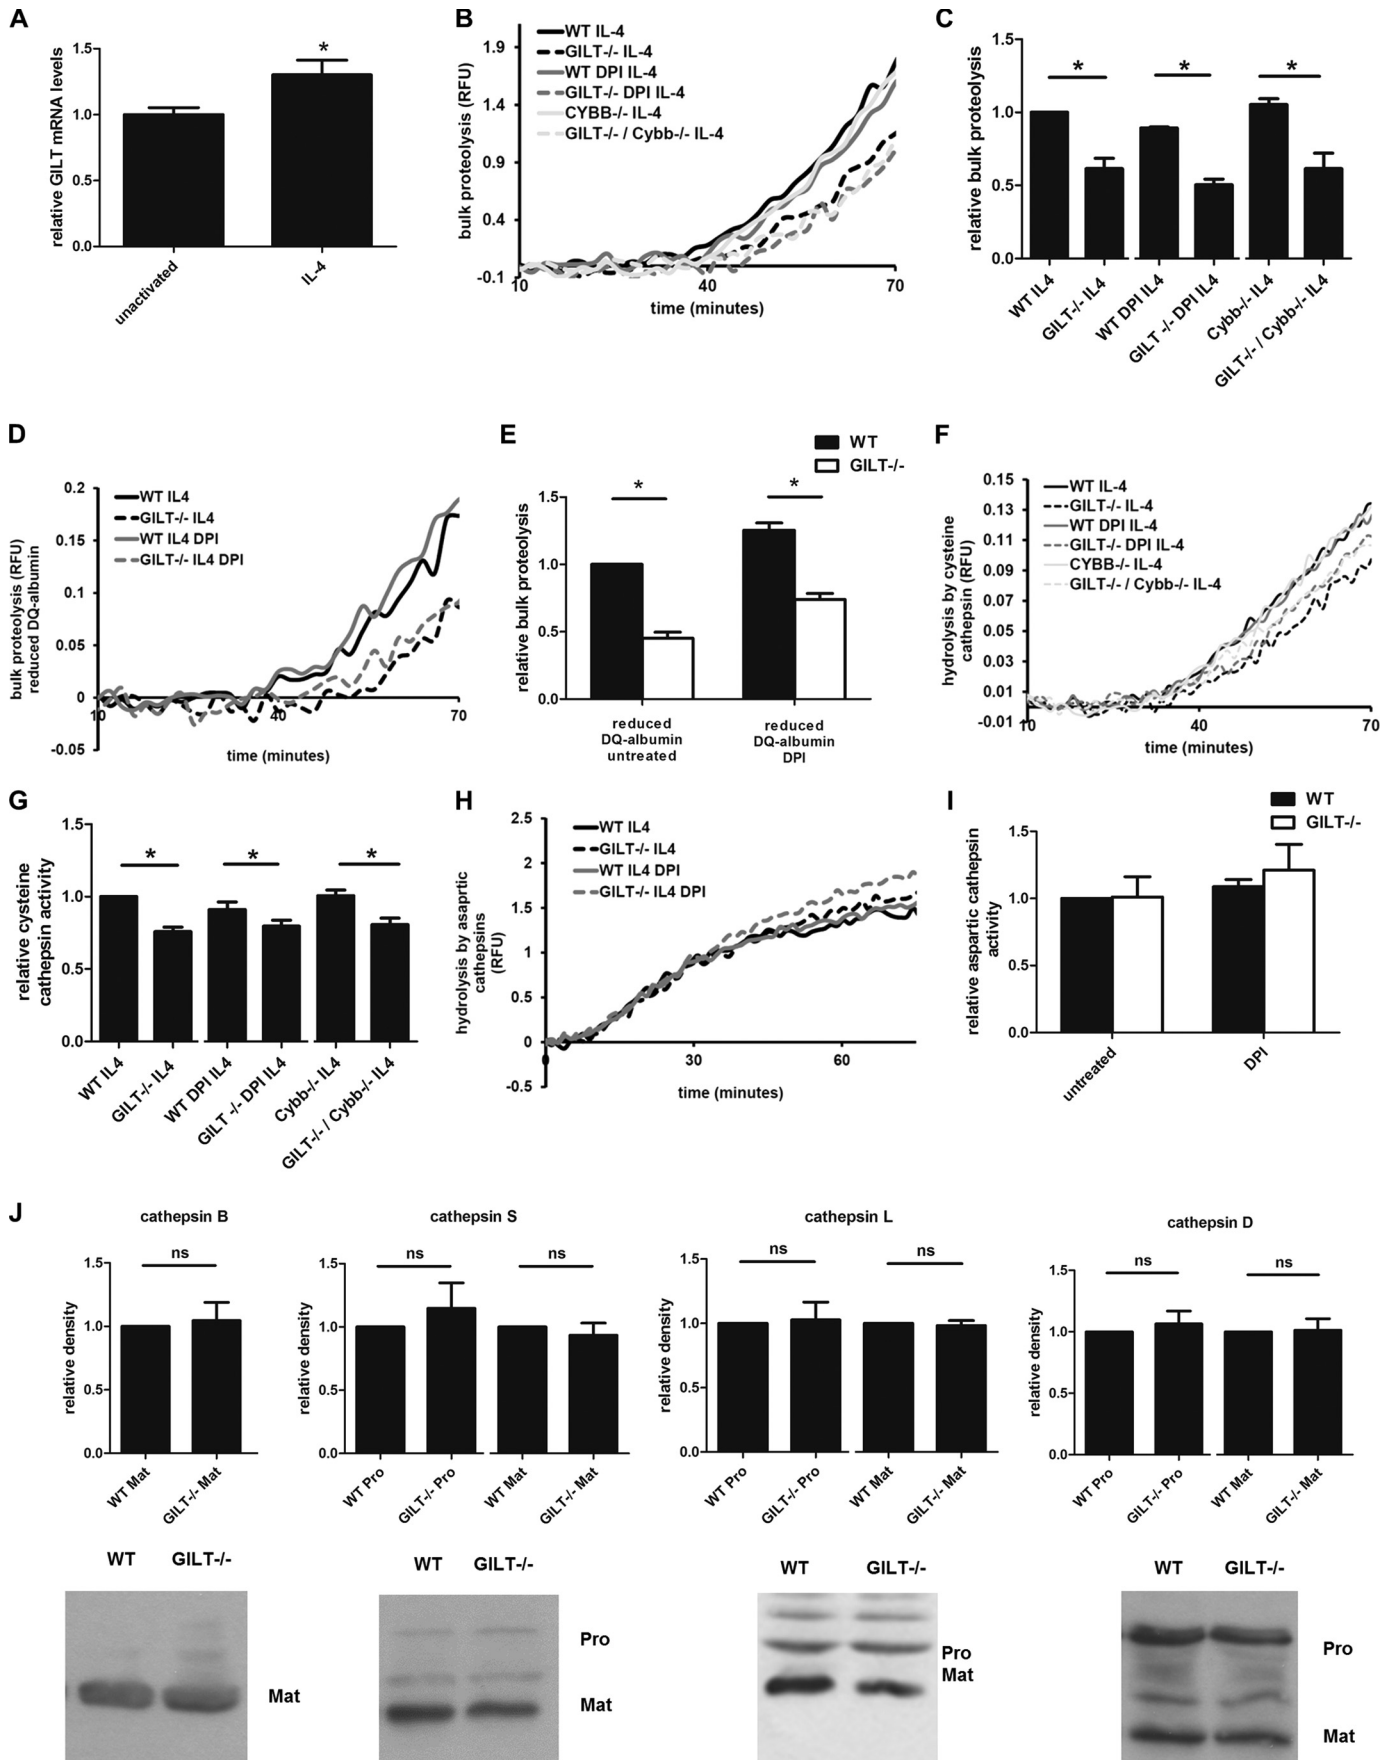 A
relative GILT mRNA levels
1.5
1.0
0.5
0.0
*
unactivated
IL-4
B
bulk proteolysis (RFU)
1.9
1.4
0.9
0.4
-0.1
WT IL-4
GILT-/- IL-4
WT DPI IL-4
GILT-/- DPI IL-4
CYBB-/- IL-4
GILT-/- / Cybb-/- IL-4
10
40
70
time (minutes)
C
relative bulk proteolysis
1.5
1.0
0.5
0.0
* * *
WT IL4
GILT-/- IL4
WT DPI IL4
GILT -/- DPI IL4
Cybb-/- IL4
GILT-/- / Cybb-/- IL4
D
bulk proteolysis (RFU)
reduced DQ-albumin
0.2
0.15
0.1
0.05
0
-0.05
WT IL4
GILT-/- IL4
WT IL4 DPI
GILT-/- IL4 DPI
10
40
70
time (minutes)
E
WT
GILT-/-
relative bulk proteolysis
1.5
1.0
0.5
0.0
* *
reduced
DQ-albumin
untreated
reduced
DQ-albumin
DPI
F
hydrolysis by cysteine
cathepsin (RFU)
0.15
0.13
0.11
0.09
0.07
0.05
0.03
0.01
-0.01
WT IL-4
GILT-/- IL-4
WT DPI IL-4
GILT-/- DPI IL-4
CYBB-/- IL-4
GILT-/- / Cybb-/- IL-4
10
40
70
time (minutes)
G
relative cysteine
cathepsin activity
1.5
1.0
0.5
0.0
* * *
WT IL4
GILT-/- IL4
WT DPI IL4
GILT -/- DPI IL4
Cybb-/- IL4
GILT-/- / Cybb-/- IL4
H
hydrolysis by asaptic
cathepsins
(RFU)
2.5
2
1.5
1
0.5
0
-0.5
WT IL4
GILT-/- IL4
WT IL4 DPI
GILT-/- IL4 DPI
0
30
60
time (minutes)
I
WT
GILT-/-
relative aspartic cathepsin
activity
1.5
1.0
0.5
0.0
untreated
DPI
J
cathepsin B
relative density
1.5
1.0
0.5
0.0
ns
WT Mat
GILT-/- Mat
cathepsin S
relative density
1.5
1.0
0.5
0.0
ns ns
WT Pro
GILT-/- Pro
WT Mat
GILT-/- Mat
cathepsin L
relative density
1.5
1.0
0.5
0.0
ns ns
WT Pro
GILT-/- Pro
WT Mat
GILT-/- Mat
cathepsin D
relative density
1.5
1.0
0.5
0.0
ns ns
WT Pro
GILT-/- Pro
WT Mat
GILT-/- Mat
WT GILT-/-
Mat
WT GILT-/-
Pro
Mat
WT GILT-/-
Pro
Mat
WT GILT-/-
Pro
Mat